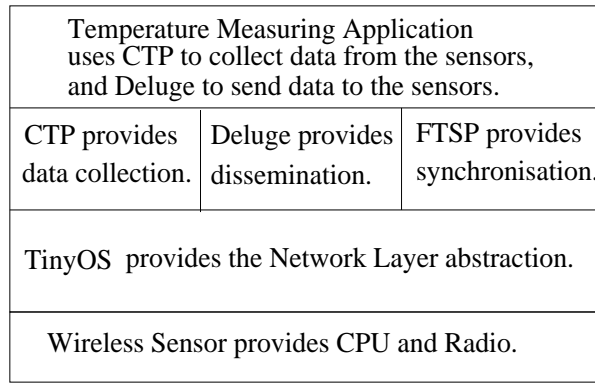 Temperature Measuring Application
uses CTP to collect data from the sensors,
and Deluge to send data to the sensors.
CTP provides
data collection.
Deluge provides
dissemination.
FTSP provides
synchronisation.
TinyOS provides the Network Layer abstraction.
Wireless Sensor provides CPU and Radio.